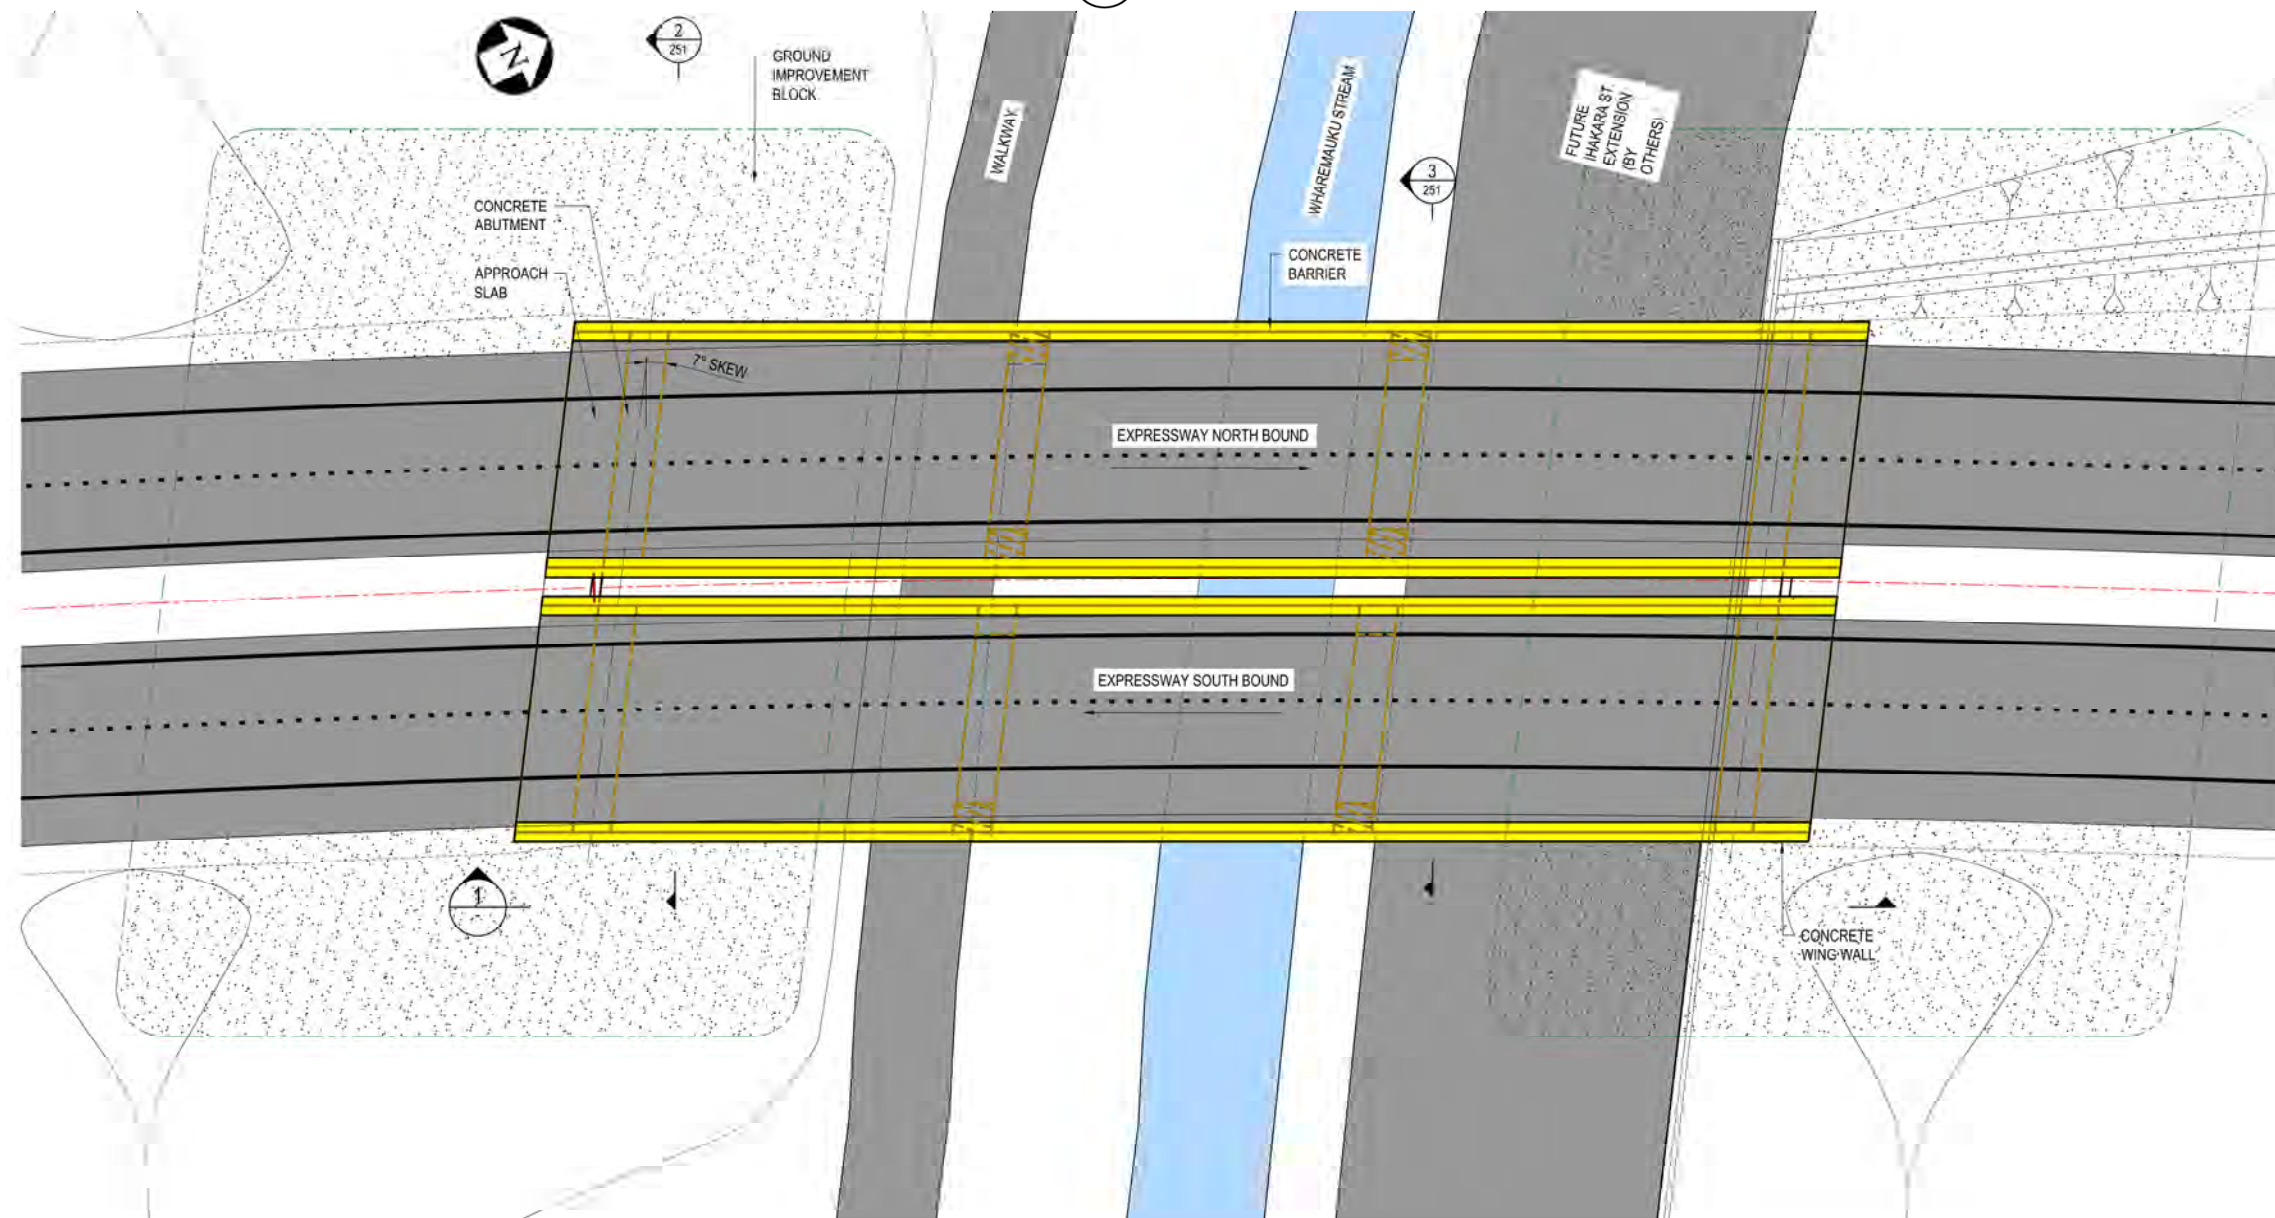 N
2
251
GROUND
IMPROVEMENT
BLOCK
WALKWAY
WHAREMAUKU STREAM
FUTURE
IHAKARA ST.
EXTENSION
(BY
OTHERS)
3
251
CONCRETE
ABUTMENT
APPROACH
SLAB
CONCRETE
BARRIER
7° SKEW
EXPRESSWAY NORTH BOUND
EXPRESSWAY SOUTH BOUND
1
CONCRETE
WING WALL